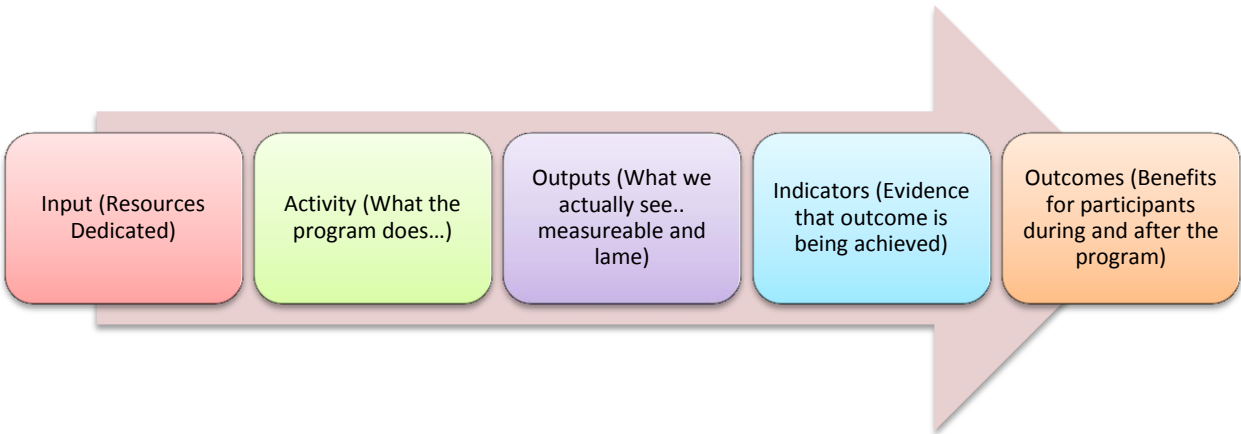 Input (Resources
Dedicated)
Activity (What the
program does...)
Outputs (What we
actually see..
measureable and
lame)
Indicators (Evidence
that outcome is
being achieved)
Outcomes (Benefits
for participants
during and after the
program)